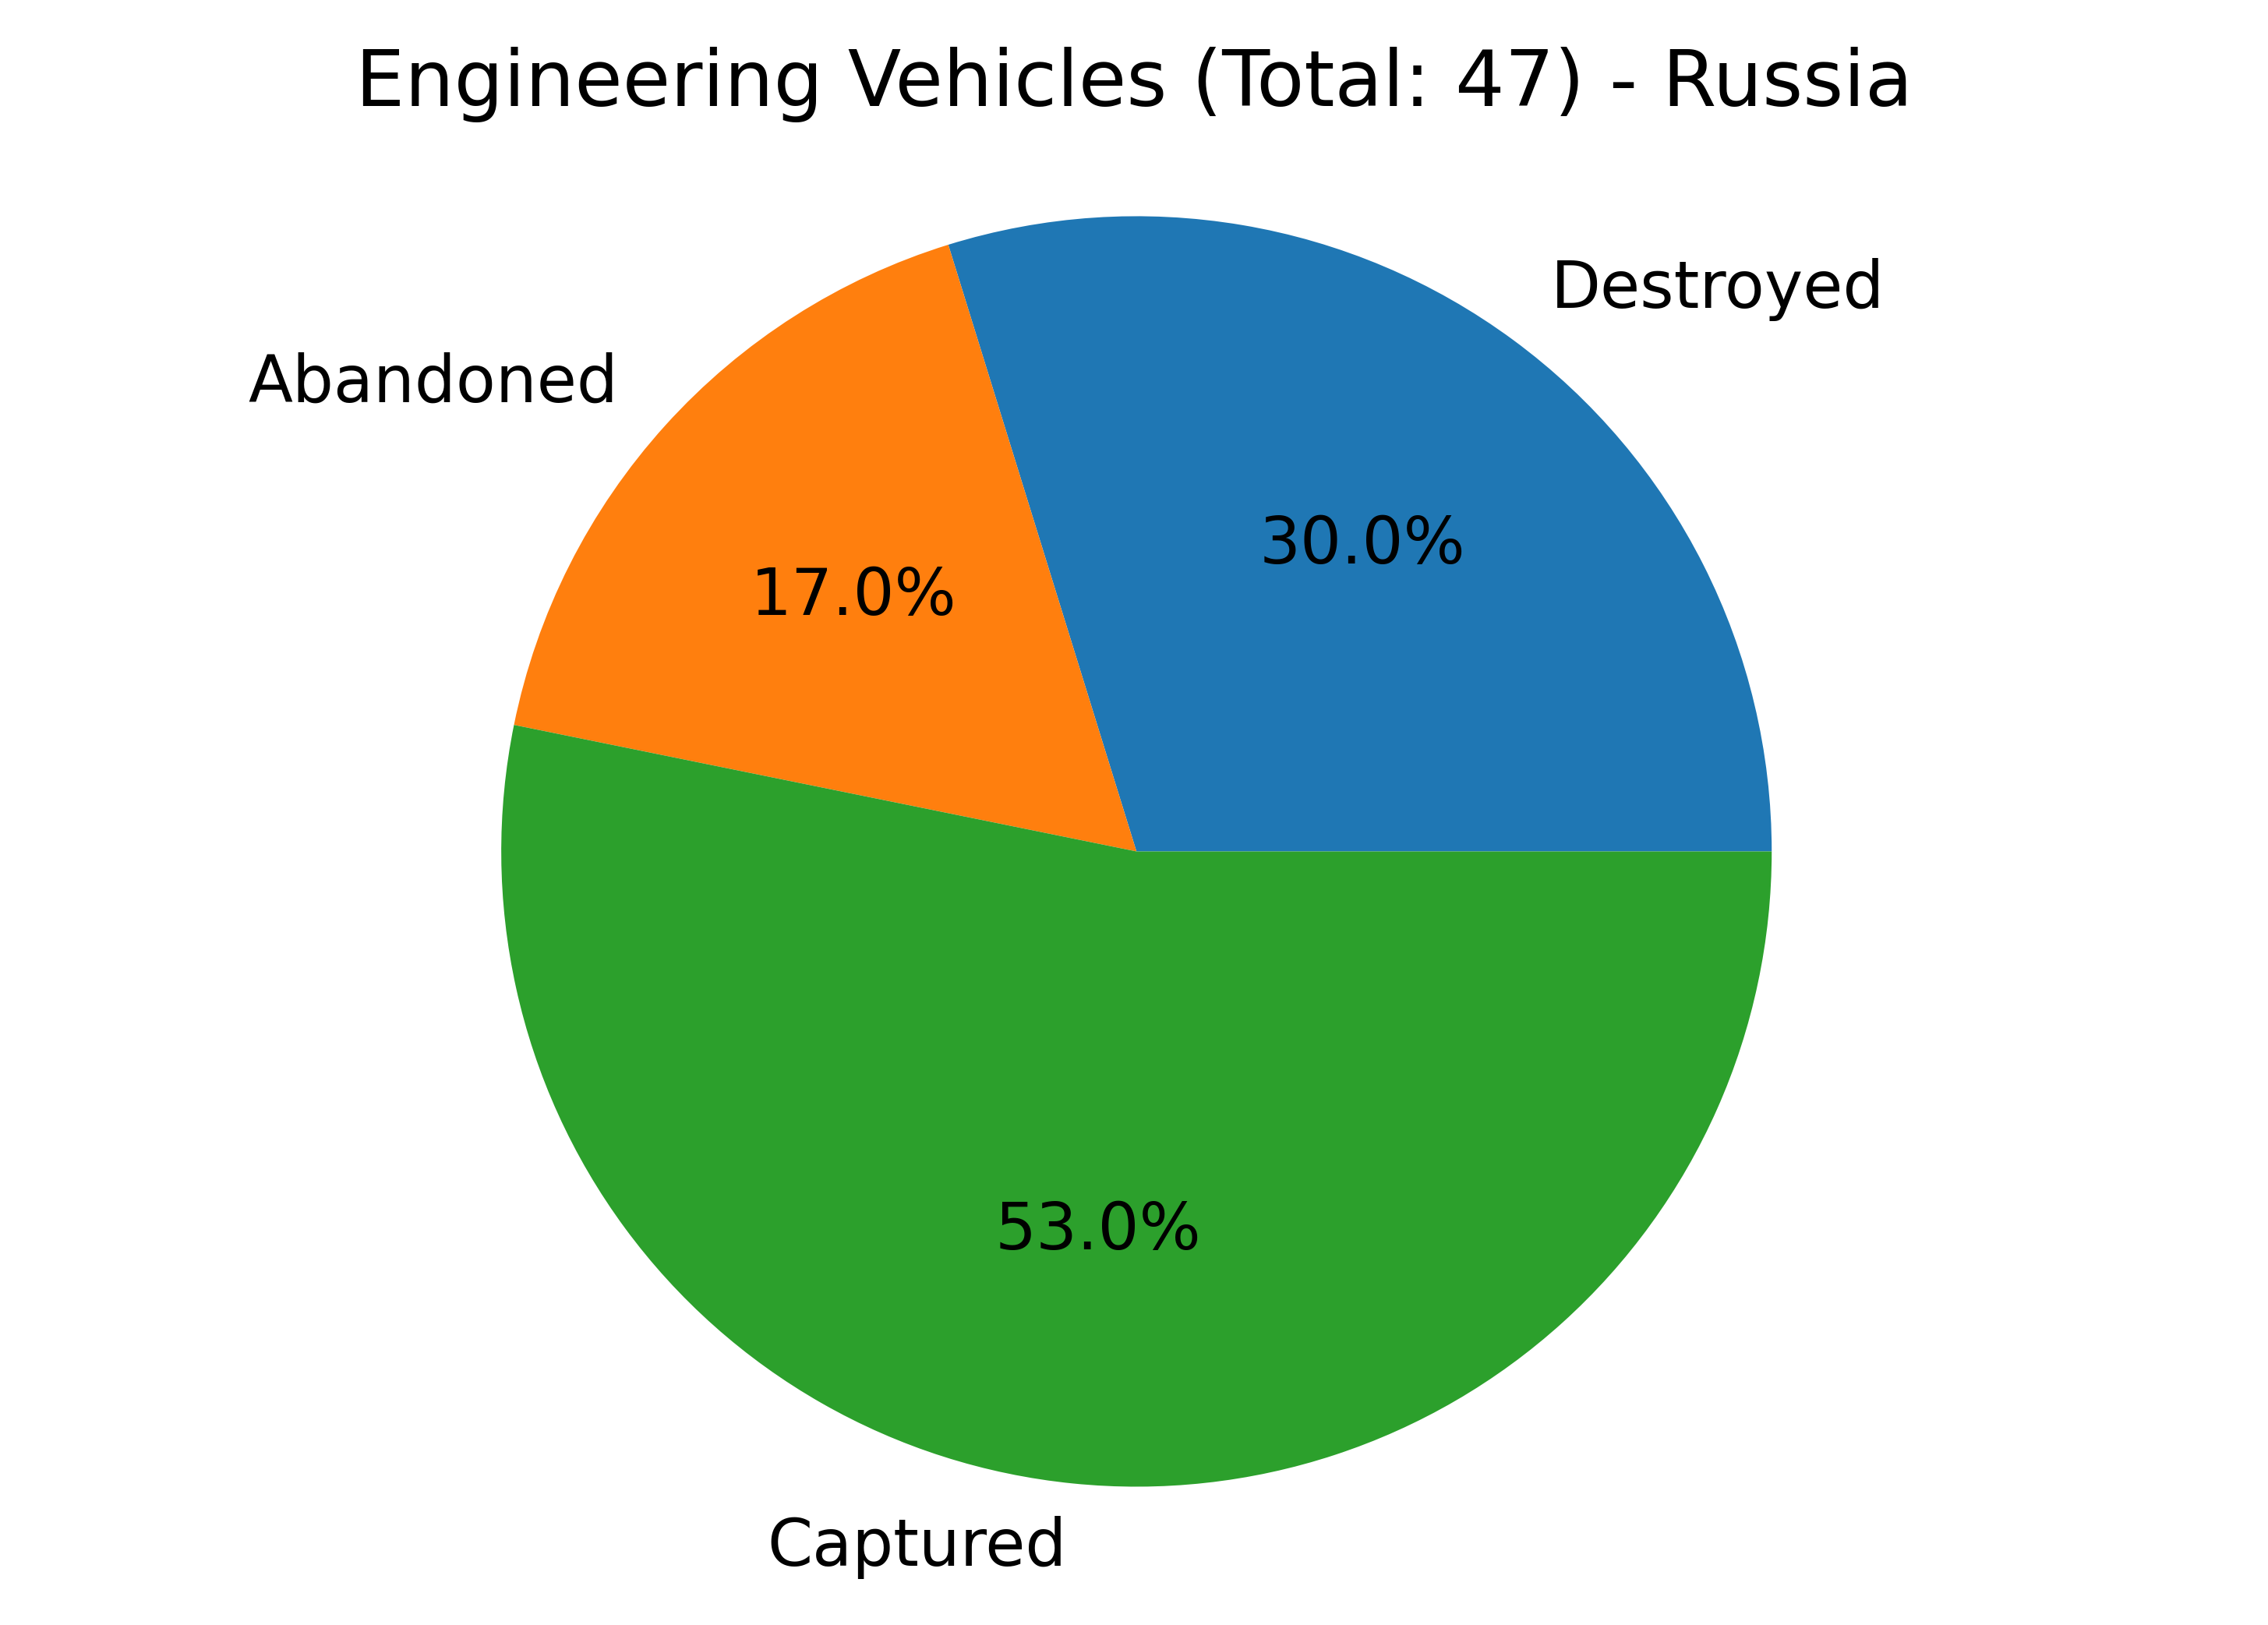 Engineering Vehicles (Total: 47) - Russia
Destroyed
Abandoned
30.0%
17.0%
53.0%
Captured